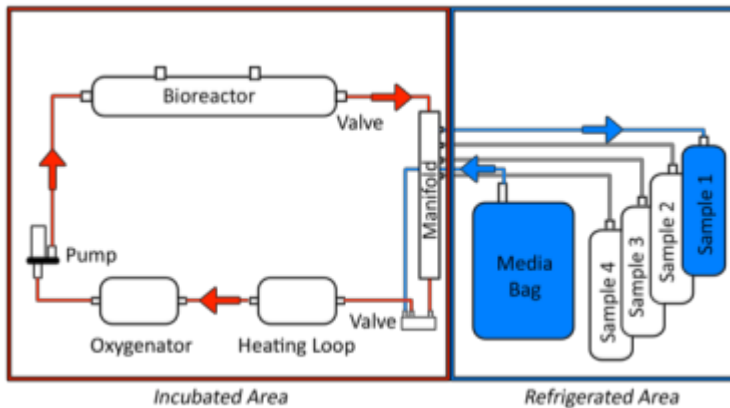 Bioreactor
Valve
Manifold
Pump
Oxygenator
Heating Loop
Valve
Media
Bag
Sample 4
Sample 3
Sample 2
Sample 1
Incubated Area
Refrigerated Area